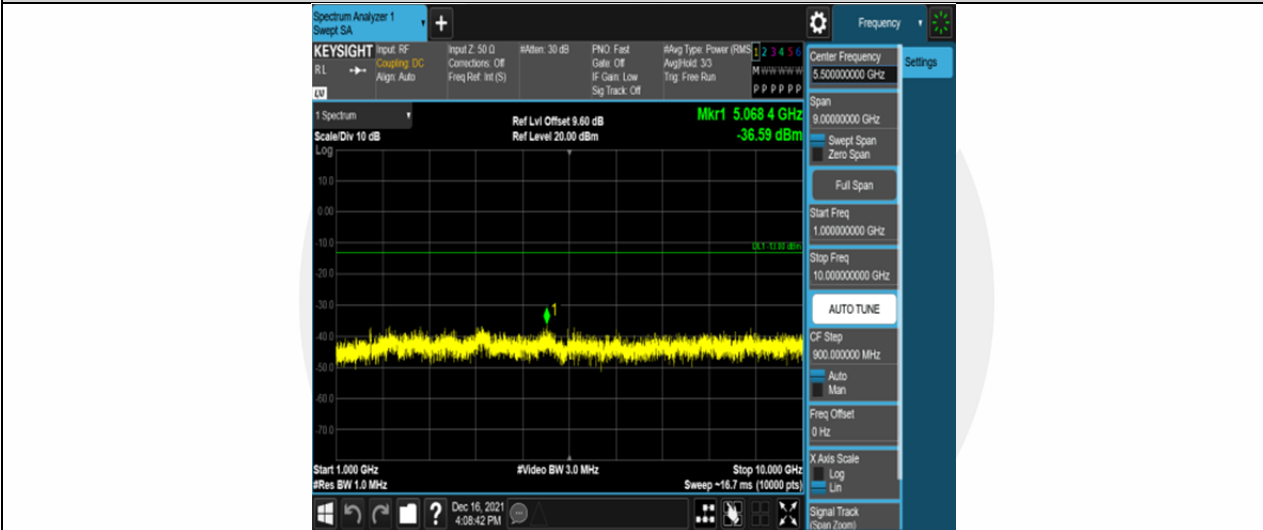 Spectrum Analyzer 1
Swept SA
+
Frequency
KEYSIGHT
RL
LV
Input: RF
Coupling: DC
Align: Auto
Input Z: 50 Ω
Corrections: Off
Freq Ref: Int (S)
#Atten: 30 dB
PNO: Fast
Gate: Off
IF Gain: Low
Sig Track: Off
#Avg Type: Power (RMS
Avg|Hold: 3/3
Trig: Free Run
1 2 3 4 5 6
M W W W W W
P P P P P P
1 Spectrum
Scale/Div 10 dB
Log
Ref Lvl Offset 9.60 dB
Ref Level 20.00 dBm
Mkr1 5.068 4 GHz
-36.59 dBm
10.0
0.00
-10.0
DL1 -13.00 dBm
-20.0
-30.0
1
-40.0
-50.0
-60.0
-70.0
Start 1.000 GHz
#Res BW 1.0 MHz
#Video BW 3.0 MHz
Stop 10.000 GHz
Sweep ~16.7 ms (10000 pts)
Dec 16, 2021
4:08:42 PM
?
Center Frequency
5.500000000 GHz
Span
9.00000000 GHz
Swept Span
Zero Span
Full Span
Start Freq
1.000000000 GHz
Stop Freq
10.000000000 GHz
AUTO TUNE
CF Step
900.000000 MHz
Auto
Man
Freq Offset
0 Hz
X Axis Scale
Log
Lin
Signal Track
(Span Zoom)
Settings